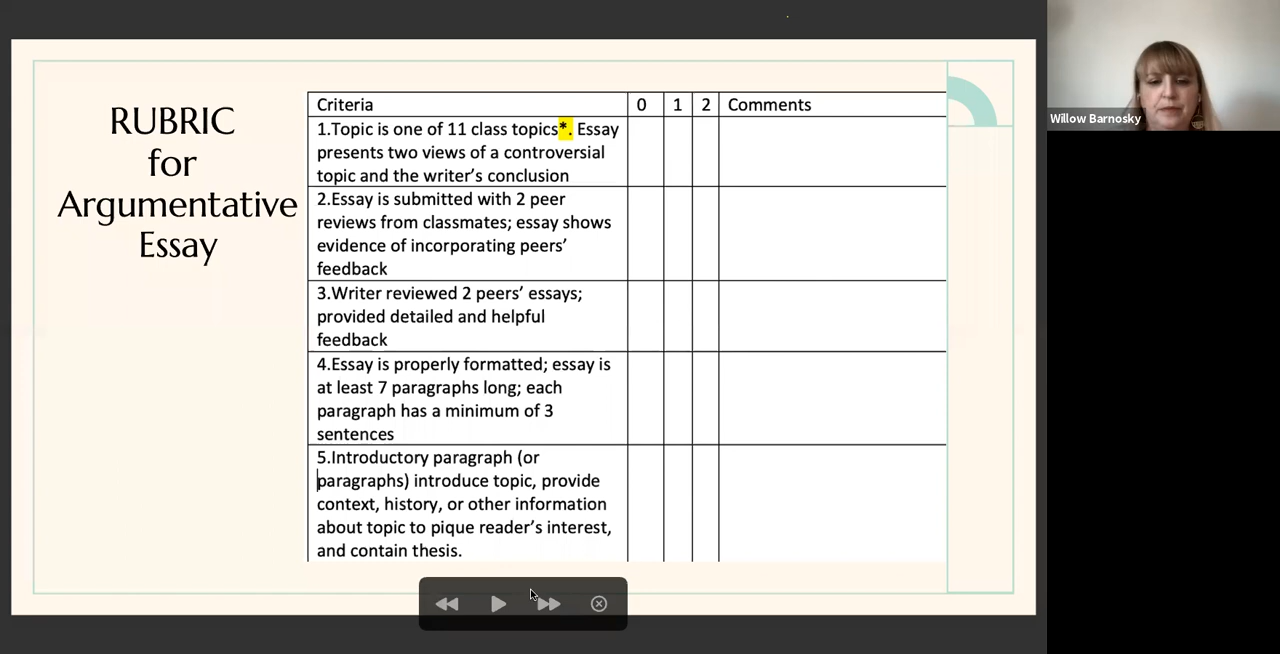 RUBRIC
for
Argumentative
Essay
Criteria 0 1 2 Comments
1.Topic is one of 11 class topics*. Essay
presents two views of a controversial
topic and the writer's conclusion
2.Essay is submitted with 2 peer
reviews from classmates; essay shows
evidence of incorporating peers'
feedback
3.Writer reviewed 2 peers' essays;
provided detailed and helpful
feedback
4.Essay is properly formatted; essay is
at least 7 paragraphs long; each
paragraph has a minimum of 3
sentences
5.Introductory paragraph (or
paragraphs) introduce topic, provide
context, history, or other information
about topic to pique reader's interest,
and contain thesis.
Willow Barnosky